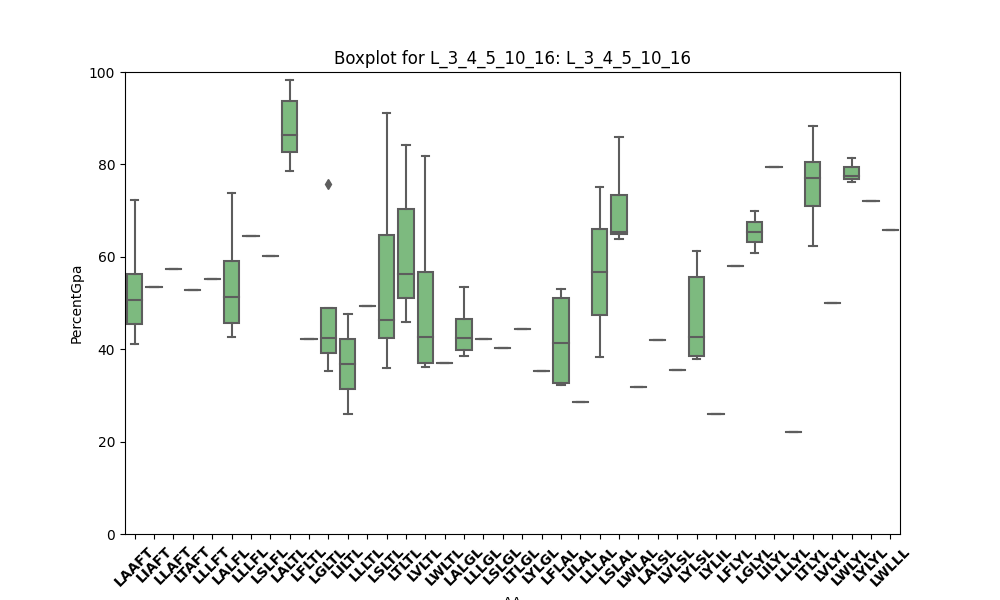 Boxplot for L_3_4_5_10_16: L_3_4_5_10_16
PercentGpa
100
80
60
40
20
0
LAAFT
LIAFT
LLAFT
LTAFT
LLLFT
LALFL
LLLFL
LSLFL
LALTL
LFLTL
LGLTL
LILTL
LLLTL
LSLTL
LTLTL
LVLTL
LWLTL
LALGL
LLLGL
LSLGL
LTLGL
LYLGL
LFLAL
LILAL
LLLAL
LSLAL
LWLAL
LALSL
LVLSL
LYLSL
LYLIL
LFLYL
LGLYL
LILYL
LLLYL
LTLYL
LVLYL
LWLYL
LYLYL
LWLLL